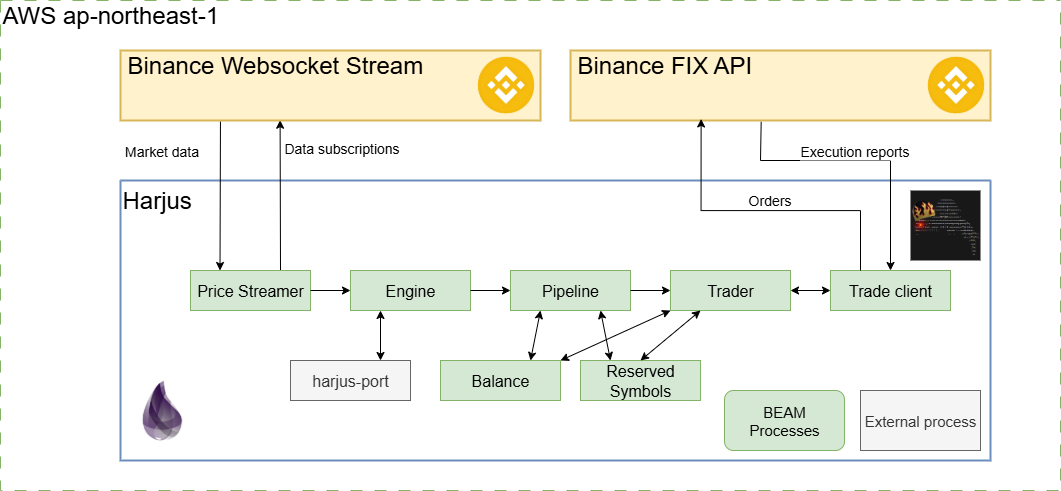 AWS ap-northeast-1
Binance Websocket Stream
Binance FIX API
Market data
Data subscriptions
Execution reports
Harjus
Orders
Price Streamer
Engine
Pipeline
Trader
Trade client
harjus-port
Balance
Reserved
Symbols
BEAM
Processes
External process